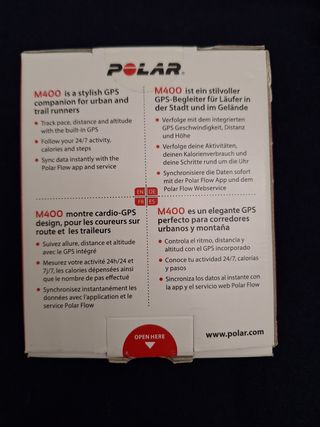 POLAR
M400 is a stylish GPS
companion for urban and
trail runners
• Track pace, distance and altitude
with the built-in GPS
• Follow your 24/7 activity,
calories and steps
• Sync data instantly with the
Polar Flow app and service
M400 ist ein stilvoller
GPS-Begleiter für Läufer in
der Stadt und im Gelände
• Verfolge mit dem integrierten
GPS Geschwindigkeit, Distanz
und Höhe
• Verfolge deine Aktivitäten,
deinen Kalorienverbrauch und
deine Schritte rund um die Uhr
• Synchronisiere die Daten sofort
mit der Polar Flow App und dem
Polar Flow Webservice
EN DE
FR ES
M400 montre cardio-GPS
design, pour les coureurs sur
route et les traileurs
• Suivez allure, distance et altitude
avec le GPS intégré
• Mesurez votre activité 24h/24 et
7j/7, les calories dépensées ainsi
que le nombre de pas effectué
• Synchronisez instantanément les
données avec l'application et le
service Polar Flow
M400 es un elegante GPS
perfecto para corredores
urbanos y montaña
• Controla el ritmo, distancia y
altitud con el GPS incorporado
• Conoce tu actividad 24/7, calorías
y pasos
• Sincroniza los datos al instante con
la app y el servicio web Polar Flow
OPEN HERE
www.polar.com